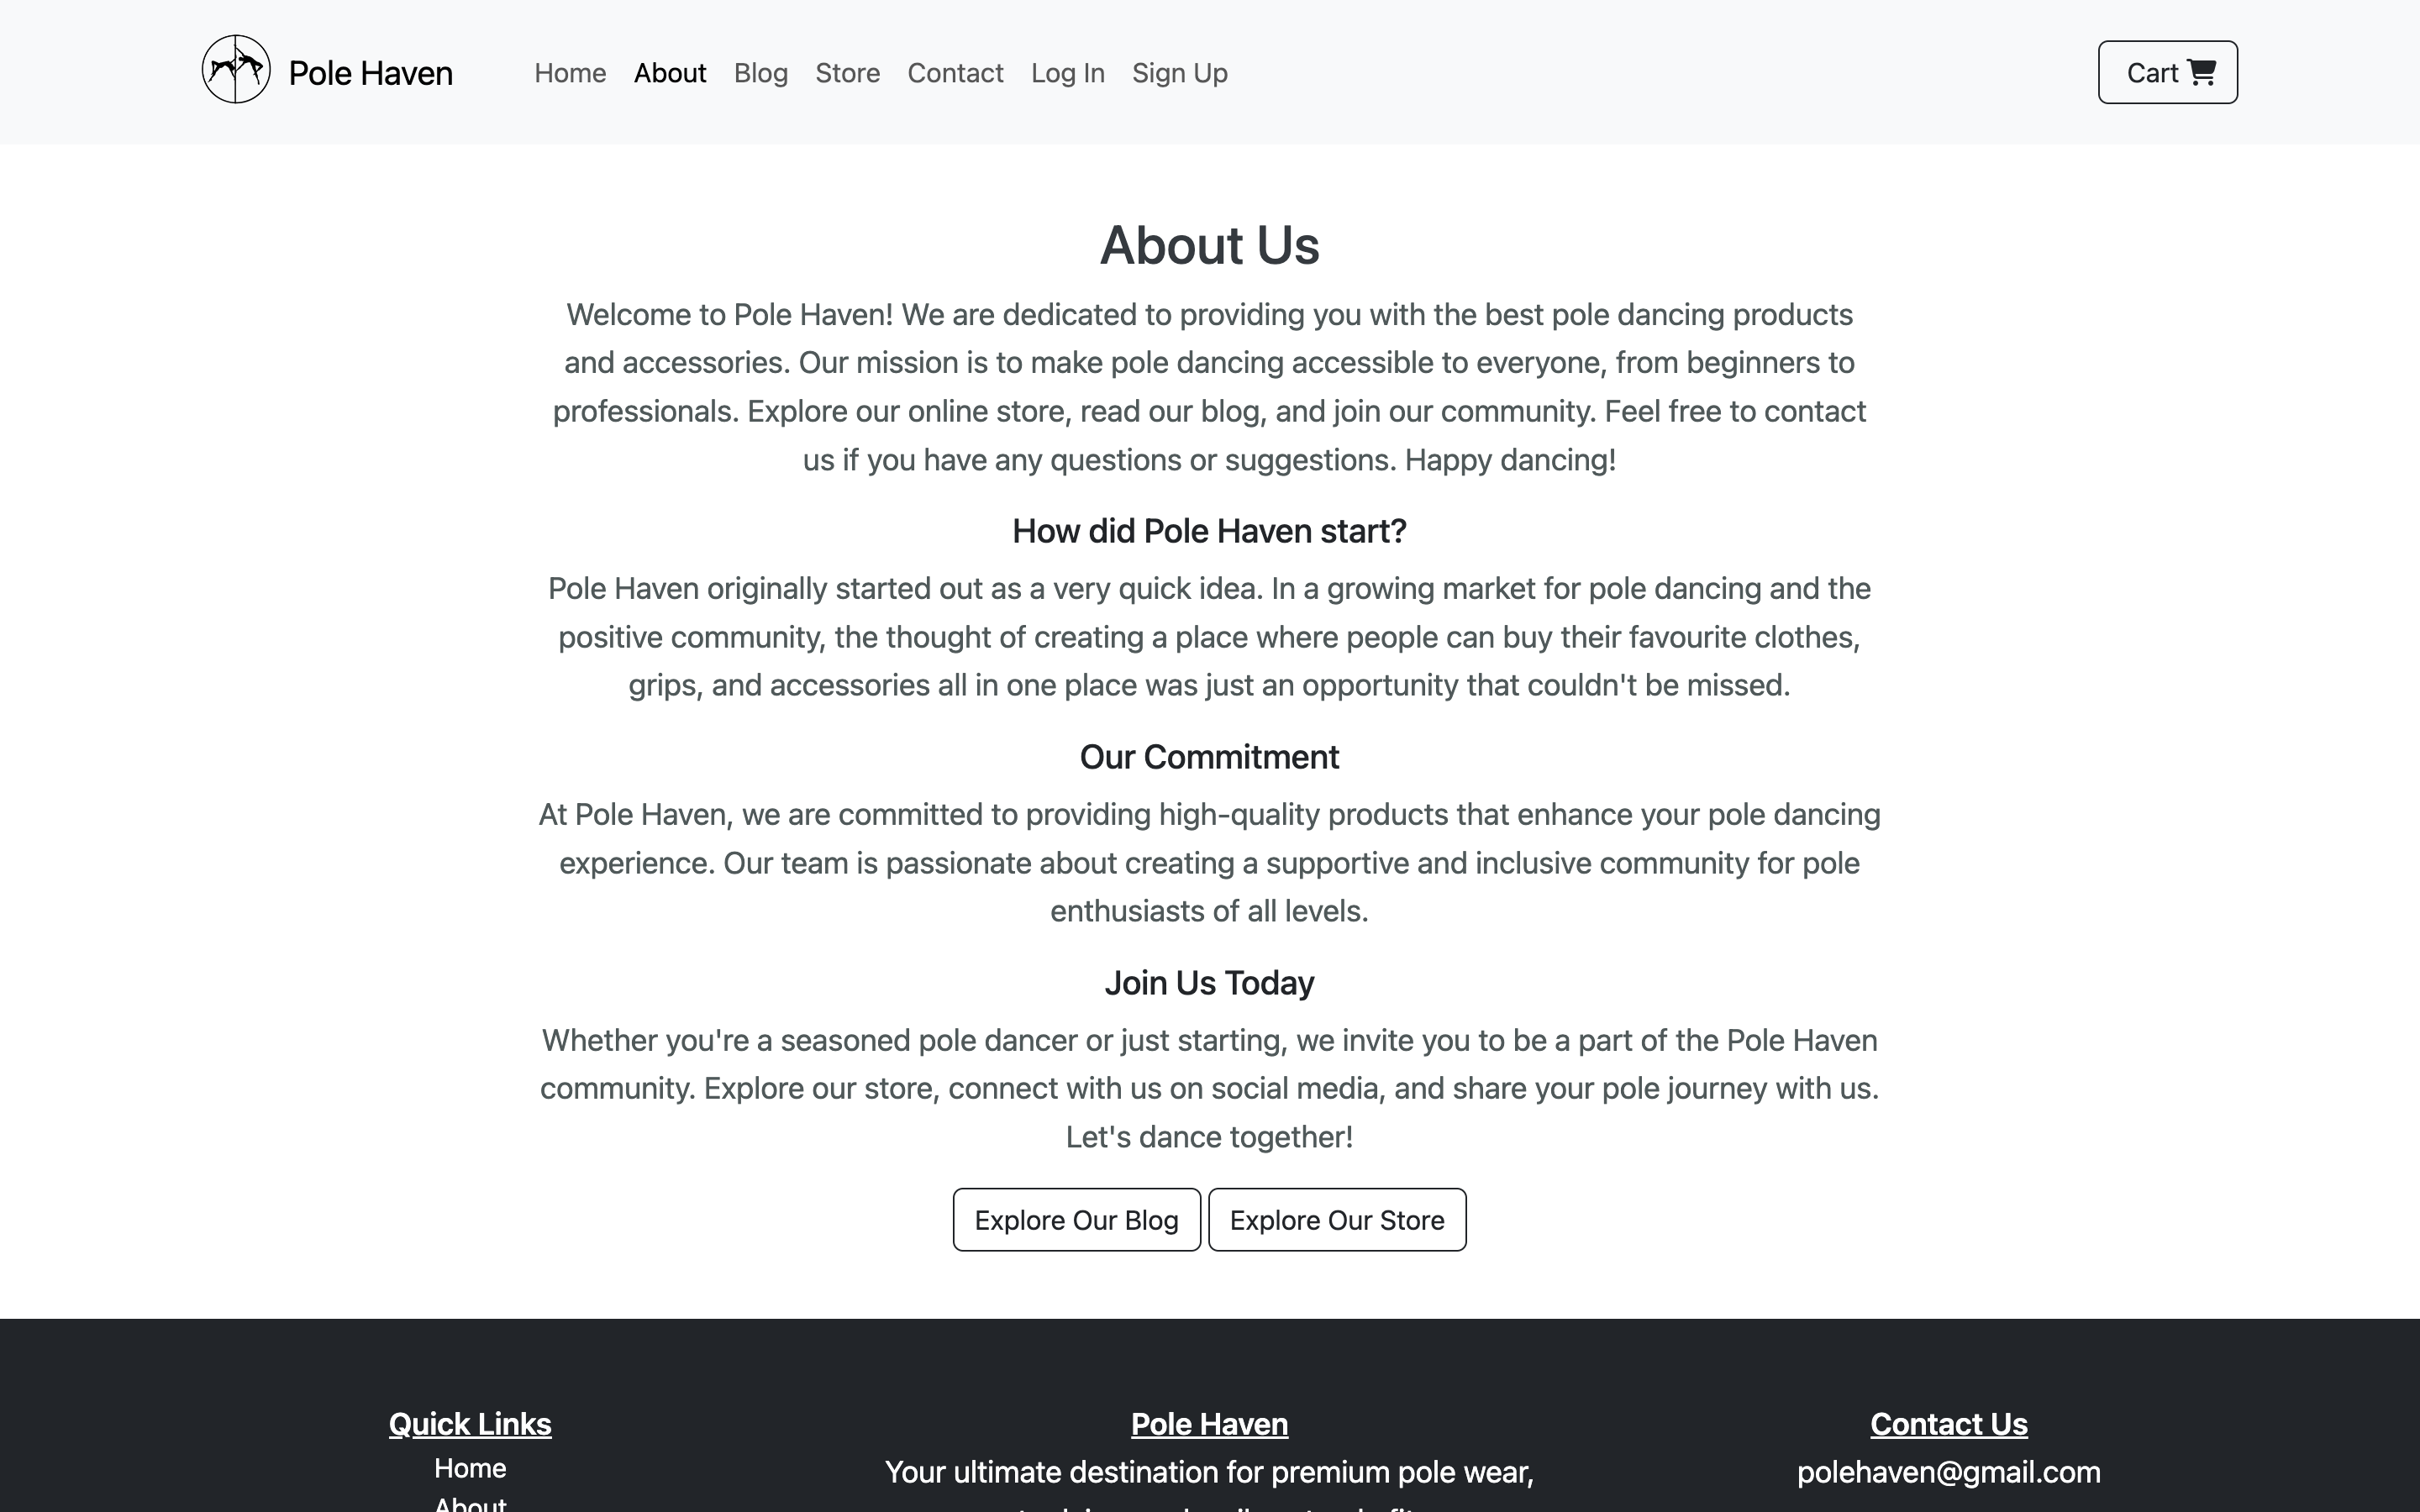 Pole Haven
Home About Blog Store Contact Log In Sign Up
Cart
About Us
Welcome to Pole Haven! We are dedicated to providing you with the best pole dancing products
and accessories. Our mission is to make pole dancing accessible to everyone, from beginners to
professionals. Explore our online store, read our blog, and join our community. Feel free to contact
us if you have any questions or suggestions. Happy dancing!
How did Pole Haven start?
Pole Haven originally started out as a very quick idea. In a growing market for pole dancing and the
positive community, the thought of creating a place where people can buy their favourite clothes,
grips, and accessories all in one place was just an opportunity that couldn't be missed.
Our Commitment
At Pole Haven, we are committed to providing high-quality products that enhance your pole dancing
experience. Our team is passionate about creating a supportive and inclusive community for pole
enthusiasts of all levels.
Join Us Today
Whether you're a seasoned pole dancer or just starting, we invite you to be a part of the Pole Haven
community. Explore our store, connect with us on social media, and share your pole journey with us.
Let's dance together!
Explore Our Blog
Explore Our Store
Quick Links
Home
About
Pole Haven
Your ultimate destination for premium pole wear,
Contact Us
polehaven@gmail.com